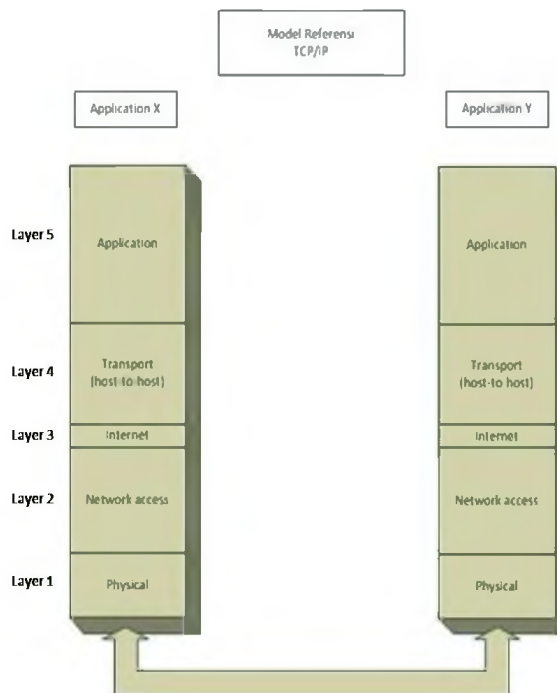 Model Referensi
TCP/IP
Application X
Application Y
Layer 5
Application
Application
Layer 4
Transport
(host-to host)
Transport
(host-to host)
Layer 3
Internet
Internet
Layer 2
Network access
Network access
Layer 1
Physical
Physical